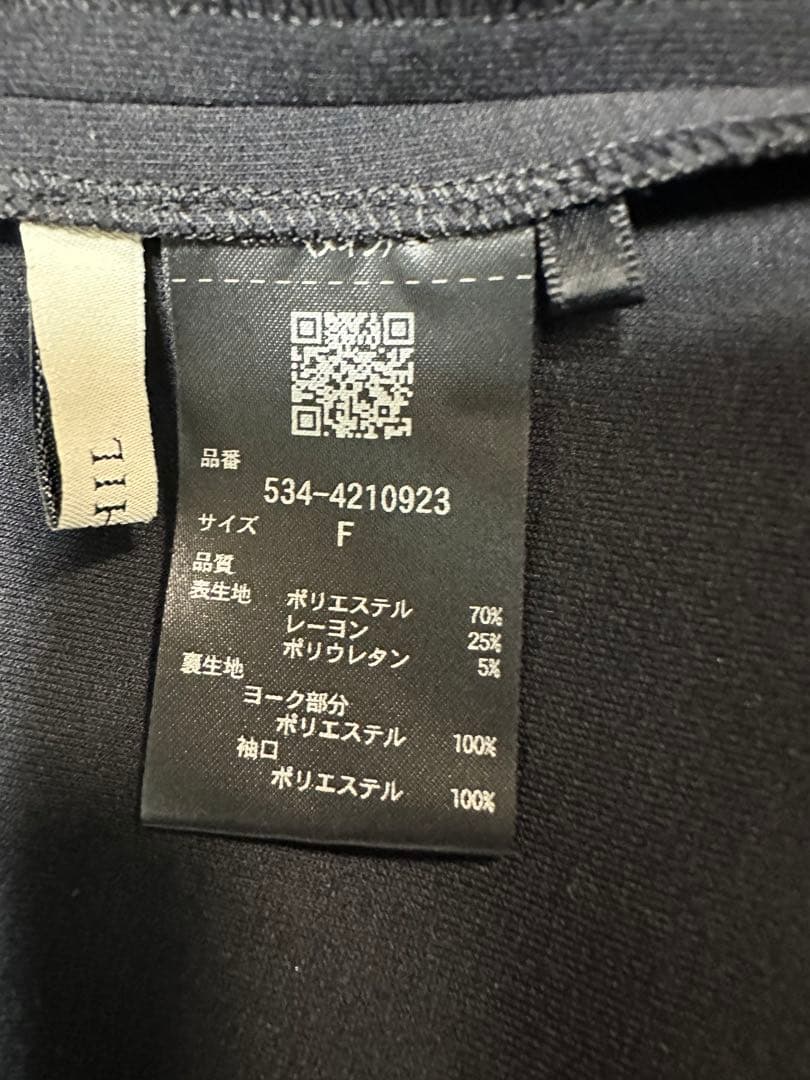 品番
534-4210923
サイズ
F
品質
表生地 ポリエステル 70%
レーヨン 25%
ポリウレタン 5%
裏生地
ヨーク部分
ポリエステル 100%
袖口
ポリエステル 100%